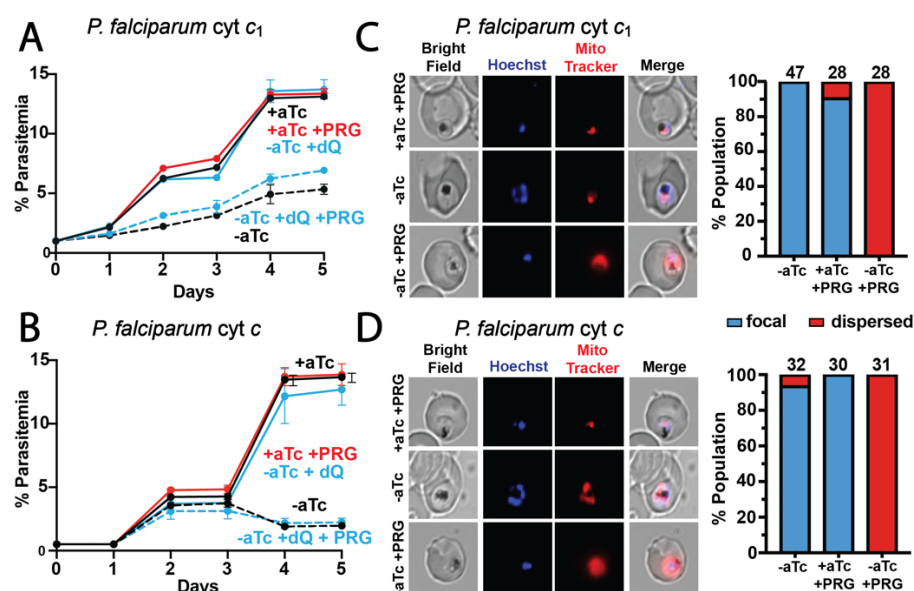 A
P. falciparum cyt c1
15
10
5
0
% Parasitemia
+aTc
+aTc +PRG
-aTc +dQ
-aTc +dQ +PRG
-aTc
0 1 2 3 4 5
Days
B
P. falciparum cyt c
15
10
5
0
% Parasitemia
+aTc
+aTc +PRG
-aTc + dQ
-aTc
-aTc +dQ + PRG
0 1 2 3 4 5
Days
C
P. falciparum cyt c1
Bright Field
Hoechst
Mito Tracker
Merge
+aTc +PRG
-aTc
-aTc +PRG
47 28 28
100
80
60
40
20
0
% Population
-aTc
+aTc +PRG
-aTc +PRG
focal
dispersed
D
P. falciparum cyt c
Bright Field
Hoechst
Mito Tracker
Merge
+aTc +PRG
-aTc
-aTc +PRG
32 30 31
100
80
60
40
20
0
% Population
-aTc
+aTc +PRG
-aTc +PRG